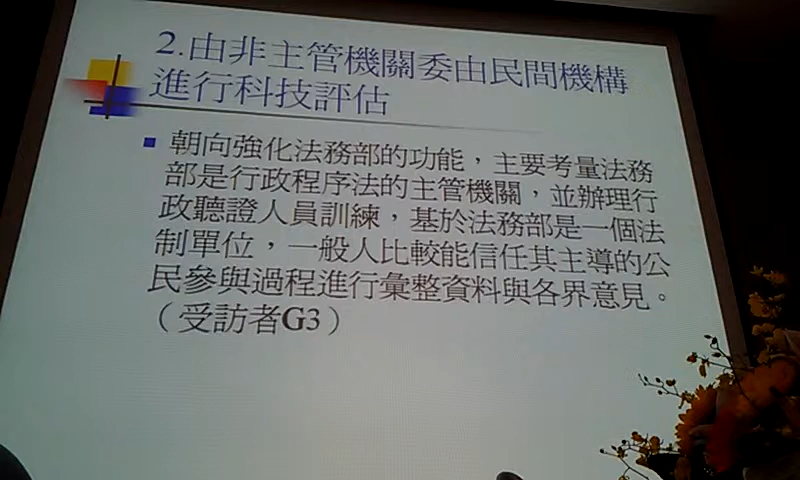 2.由非主管機關委由民間機構
進行科技評估
朝向強化法務部的功能，主要考量法務
部是行政程序法的主管機關，並辦理行
政聽證人員訓練，基於法務部是一個法
制單位，一般人比較能信任其主導的公
民參與過程進行彙整資料與各界意見。
（受訪者G3）